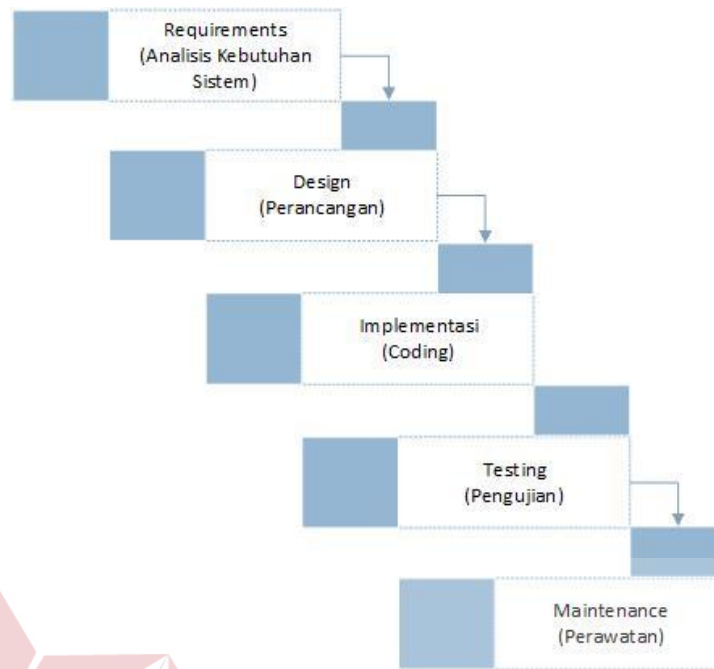 Requirements
(Analisis Kebutuhan
Sistem)
Design
(Perancangan)
Implementasi
(Coding)
Testing
(Pengujian)
Maintenance
(Perawatan)